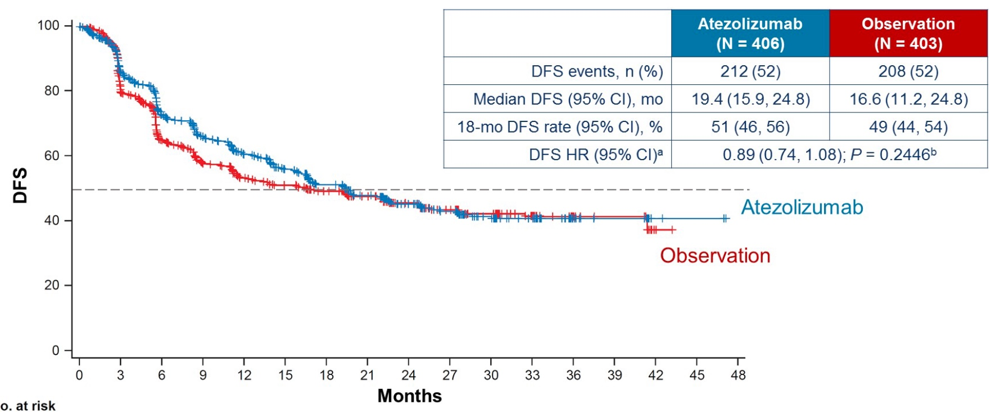 Atezolizumab Observation
(N = 406) (N = 403)
DFS events, n (%) 212 (52) 208 (52)
Median DFS (95% CI), mo 19.4 (15.9, 24.8) 16.6 (11.2, 24.8)
18-mo DFS rate (95% CI), % 51 (46, 56) 49 (44, 54)
DFS HR (95% CI)ᵃ 0.89 (0.74, 1.08); P = 0.2446ᵇ
DFS
100
80
60
40
20
0
Atezolizumab
Observation
0 3 6 9 12 15 18 21 24 27 30 33 36 39 42 45 48
Months
o. at risk